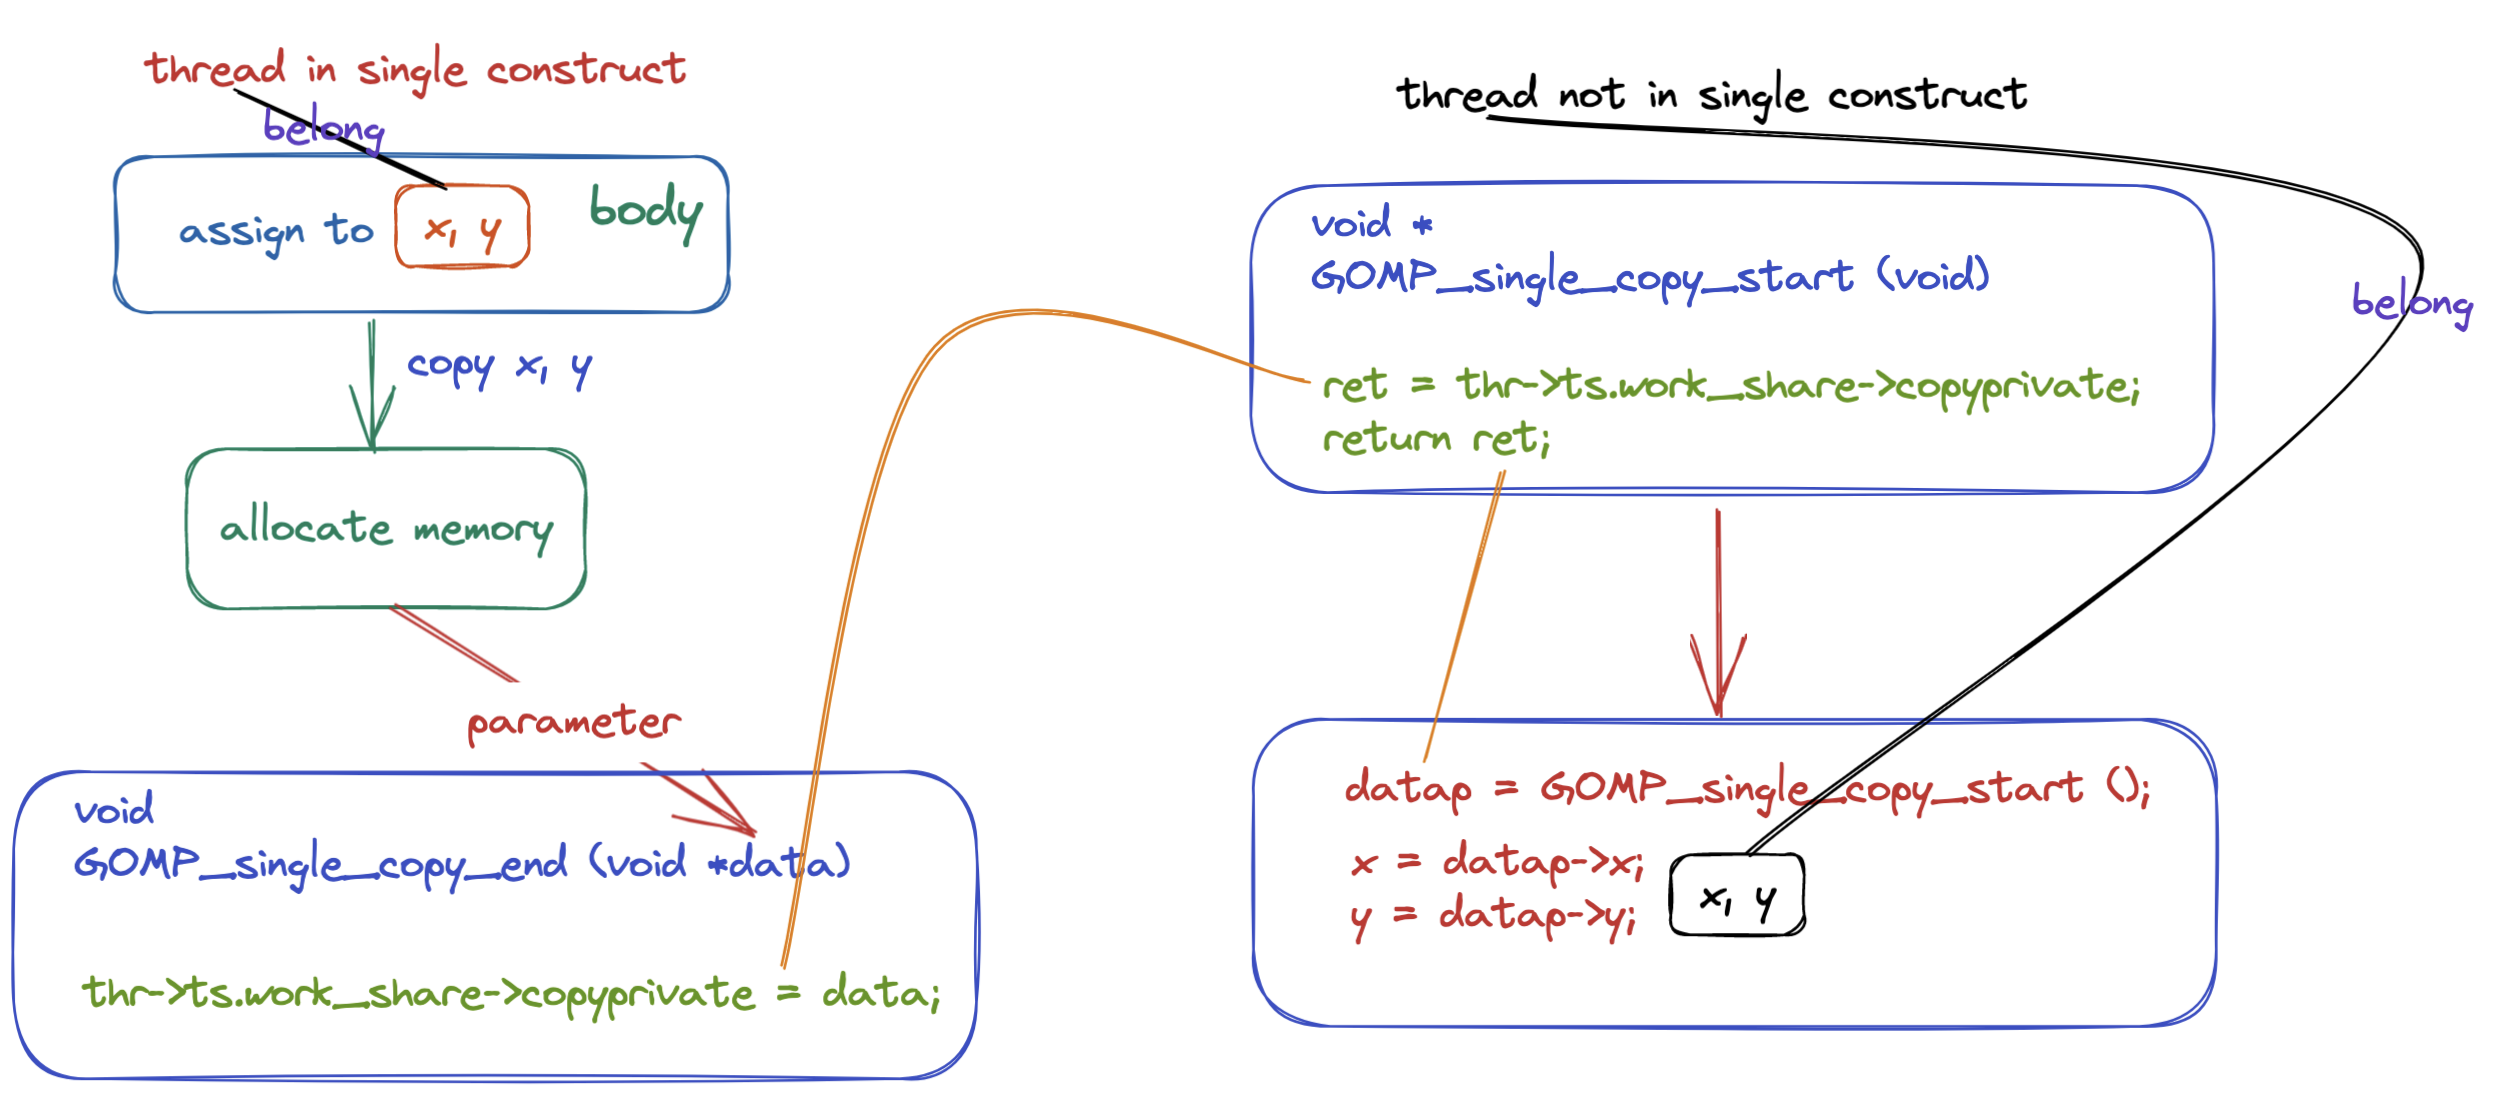 thread in single construct
belong
assign to
x, y
body
copy x, y
allocate memory
parameter
void
GOMP_single_copy_end (void *data)
thr->ts.work_share->copyprivate = data;
thread not in single construct
void *
GOMP_single_copy_start (void)
belong
ret = thr->ts.work_share->copyprivate;
return ret;
datap = GOMP_single_copy_start ();
x = datap->x;
y = datap->y;
x, y